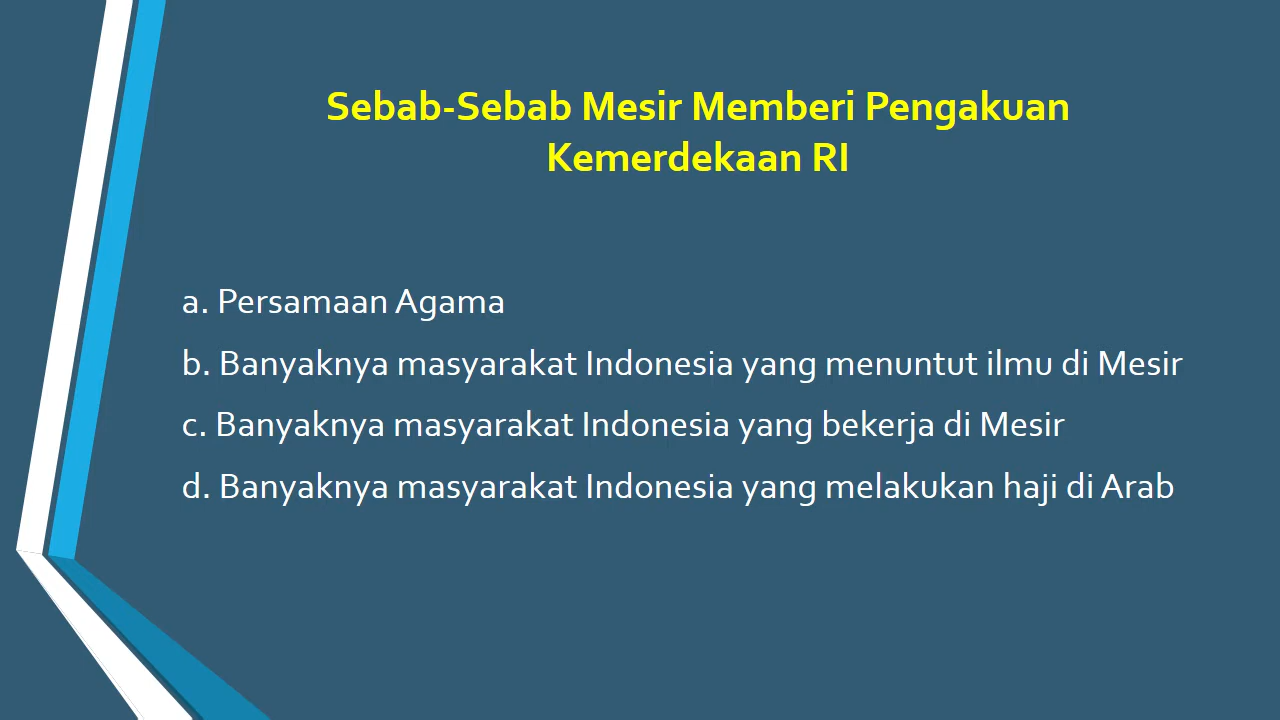 Sebab-Sebab Mesir Memberi Pengakuan
Kemerdekaan RI
a. Persamaan Agama
b. Banyaknya masyarakat Indonesia yang menuntut ilmu di Mesir
c. Banyaknya masyarakat Indonesia yang bekerja di Mesir
d. Banyaknya masyarakat Indonesia yang melakukan haji di Arab